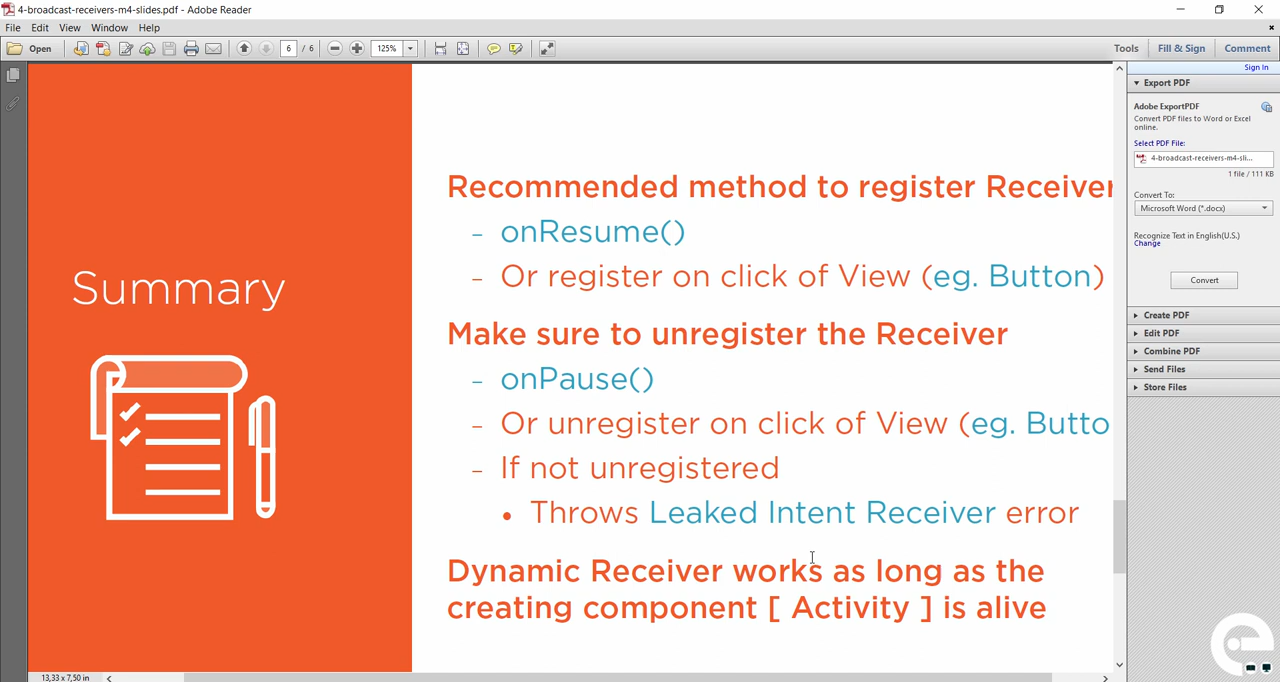 4-broadcast-receivers-m4-slides.pdf - Adobe Reader
File Edit View Window Help
Open 6 / 6 125% Tools Fill & Sign Comment
Sign In
Export PDF
Adobe ExportPDF
Convert PDF files to Word or Excel
online.
Select PDF File:
4-broadcast-receivers-m4-sli...
1 file / 111 KB
Convert To:
Microsoft Word (*.docx)
Recognize Text in English(U.S.)
Change
Convert
Create PDF
Edit PDF
Combine PDF
Send Files
Store Files
Summary
Recommended method to register Receiver
– onResume()
– Or register on click of View (eg. Button)
Make sure to unregister the Receiver
– onPause()
– Or unregister on click of View (eg. Butto
– If not unregistered
• Throws Leaked Intent Receiver error
Dynamic Receiver works as long as the
creating component [ Activity ] is alive
13,33 x 7,50 in